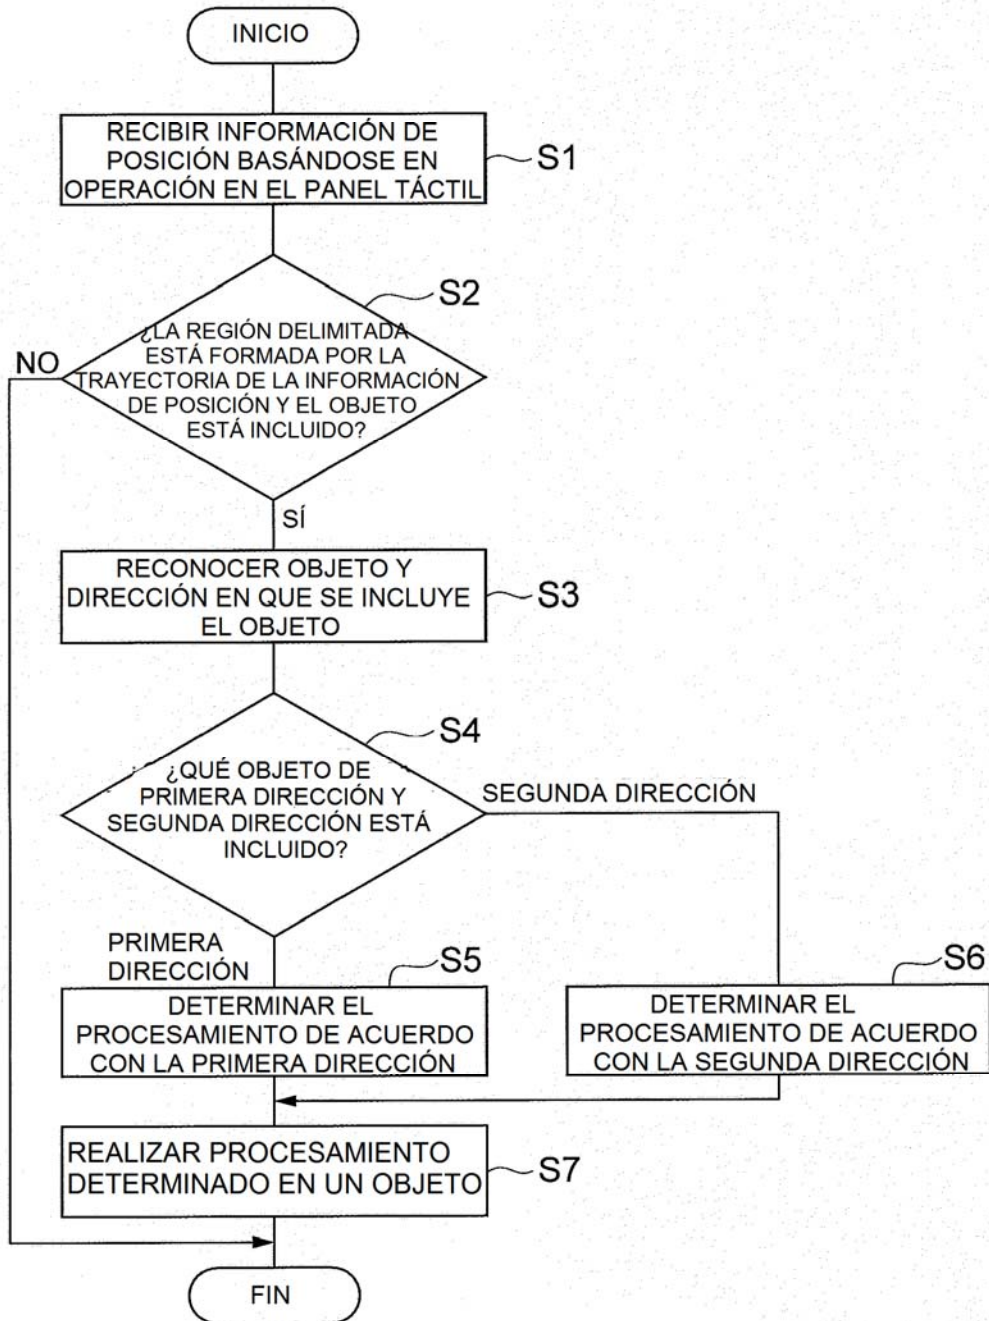 INICIO
RECIBIR INFORMACIÓN DE
POSICIÓN BASÁNDOSE EN
OPERACIÓN EN EL PANEL TÁCTIL
S1
S2
¿LA REGIÓN DELIMITADA
ESTÁ FORMADA POR LA
TRAYECTORIA DE LA INFORMACIÓN
DE POSICIÓN Y EL OBJETO
ESTÁ INCLUIDO?
NO
SÍ
RECONOCER OBJETO Y
DIRECCIÓN EN QUE SE INCLUYE
EL OBJETO
S3
S4
¿QUÉ OBJETO DE
PRIMERA DIRECCIÓN Y
SEGUNDA DIRECCIÓN ESTÁ
INCLUIDO?
SEGUNDA DIRECCIÓN
PRIMERA
DIRECCIÓN
S5
DETERMINAR EL
PROCESAMIENTO DE ACUERDO
CON LA PRIMERA DIRECCIÓN
S6
DETERMINAR EL
PROCESAMIENTO DE ACUERDO
CON LA SEGUNDA DIRECCIÓN
REALIZAR PROCESAMIENTO
DETERMINADO EN UN OBJETO
S7
FIN